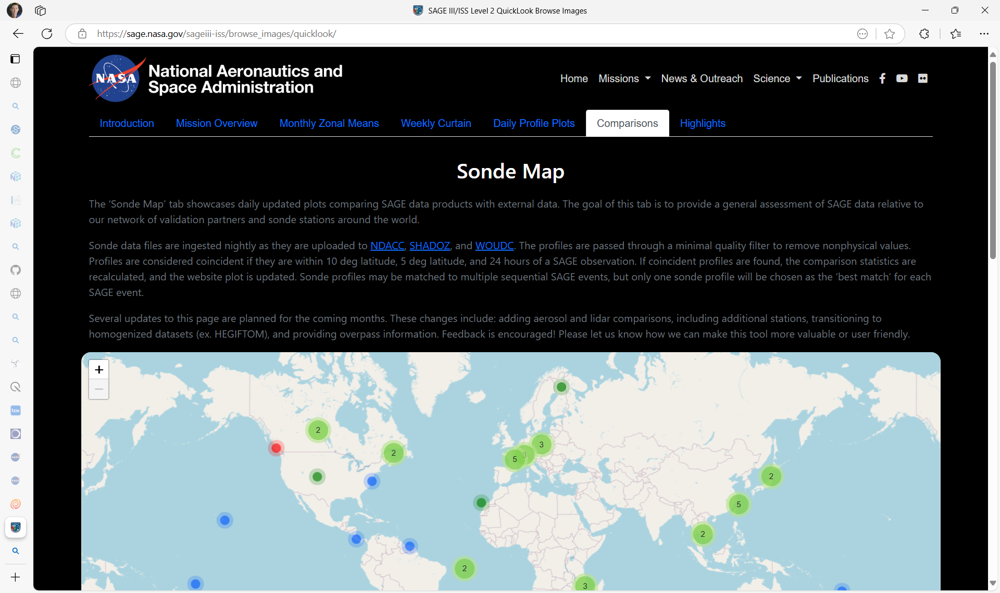 SAGE III/ISS Level 2 QuickLook Browse Images
https://sage.nasa.gov/sageiii-iss/browse_images/quicklook/
NASA
National Aeronautics and
Space Administration
Home Missions News & Outreach Science Publications
Introduction Mission Overview Monthly Zonal Means Weekly Curtain Daily Profile Plots Comparisons Highlights
Sonde Map
The ‘Sonde Map’ tab showcases daily updated plots comparing SAGE data products with external data. The goal of this tab is to provide a general assessment of SAGE data relative to
our network of validation partners and sonde stations around the world.
Sonde data files are ingested nightly as they are uploaded to NDACC, SHADOZ, and WOUDC. The profiles are passed through a minimal quality filter to remove nonphysical values.
Profiles are considered coincident if they are within 10 deg latitude, 5 deg latitude, and 24 hours of a SAGE observation. If coincident profiles are found, the comparison statistics are
recalculated, and the website plot is updated. Sonde profiles may be matched to multiple sequential SAGE events, but only one sonde profile will be chosen as the ‘best match’ for each
SAGE event.
Several updates to this page are planned for the coming months. These changes include: adding aerosol and lidar comparisons, including additional stations, transitioning to
homogenized datasets (ex. HEGIFTOM), and providing overpass information. Feedback is encouraged! Please let us know how we can make this tool more valuable or user friendly.
+
−
2
3
2
5 3
2
5
2
2
3
box